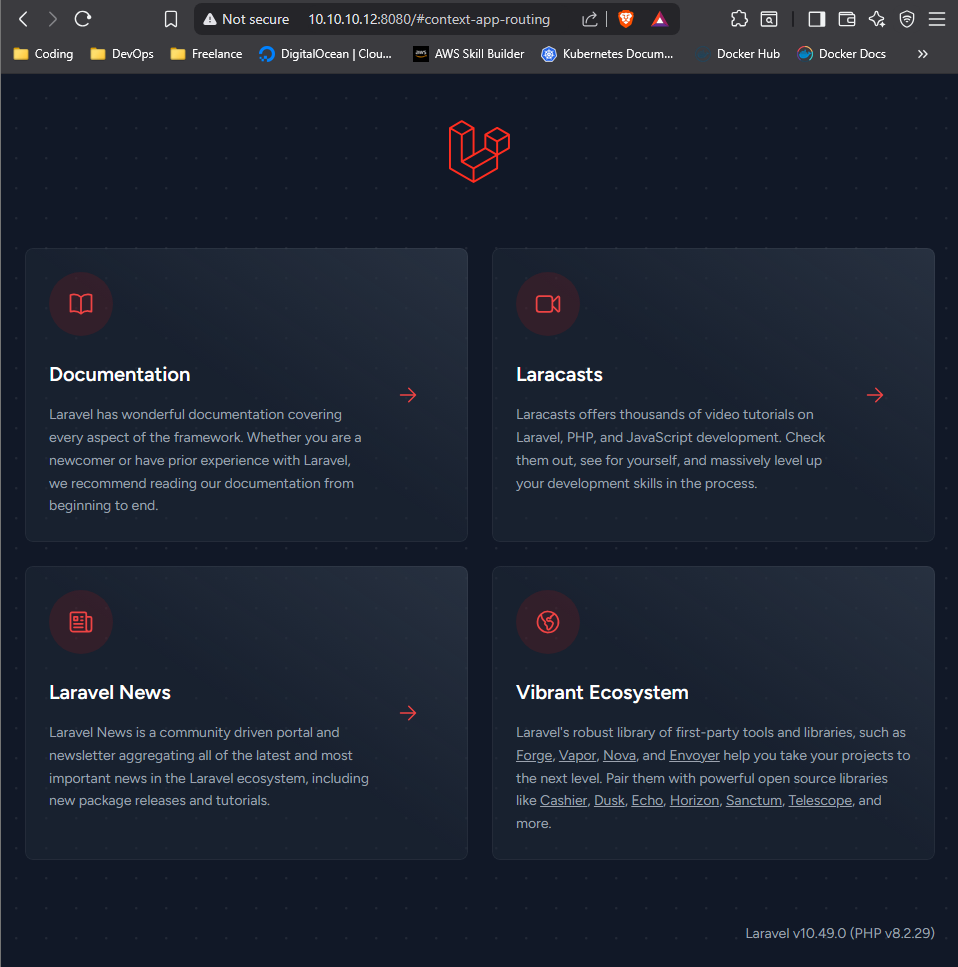 Not secure 10.10.10.12:8080/#context-app-routing
Coding DevOps Freelance DigitalOcean | Clou... aws AWS Skill Builder Kubernetes Docum... Docker Hub Docker Docs »
Documentation
Laravel has wonderful documentation covering
every aspect of the framework. Whether you are a
newcomer or have prior experience with Laravel,
we recommend reading our documentation from
beginning to end.
Laracasts
Laracasts offers thousands of video tutorials on
Laravel, PHP, and JavaScript development. Check
them out, see for yourself, and massively level up
your development skills in the process.
Laravel News
Laravel News is a community driven portal and
newsletter aggregating all of the latest and most
important news in the Laravel ecosystem, including
new package releases and tutorials.
Vibrant Ecosystem
Laravel's robust library of first-party tools and libraries, such as
Forge, Vapor, Nova, and Envoyer help you take your projects to
the next level. Pair them with powerful open source libraries
like Cashier, Dusk, Echo, Horizon, Sanctum, Telescope, and
more.
Laravel v10.49.0 (PHP v8.2.29)